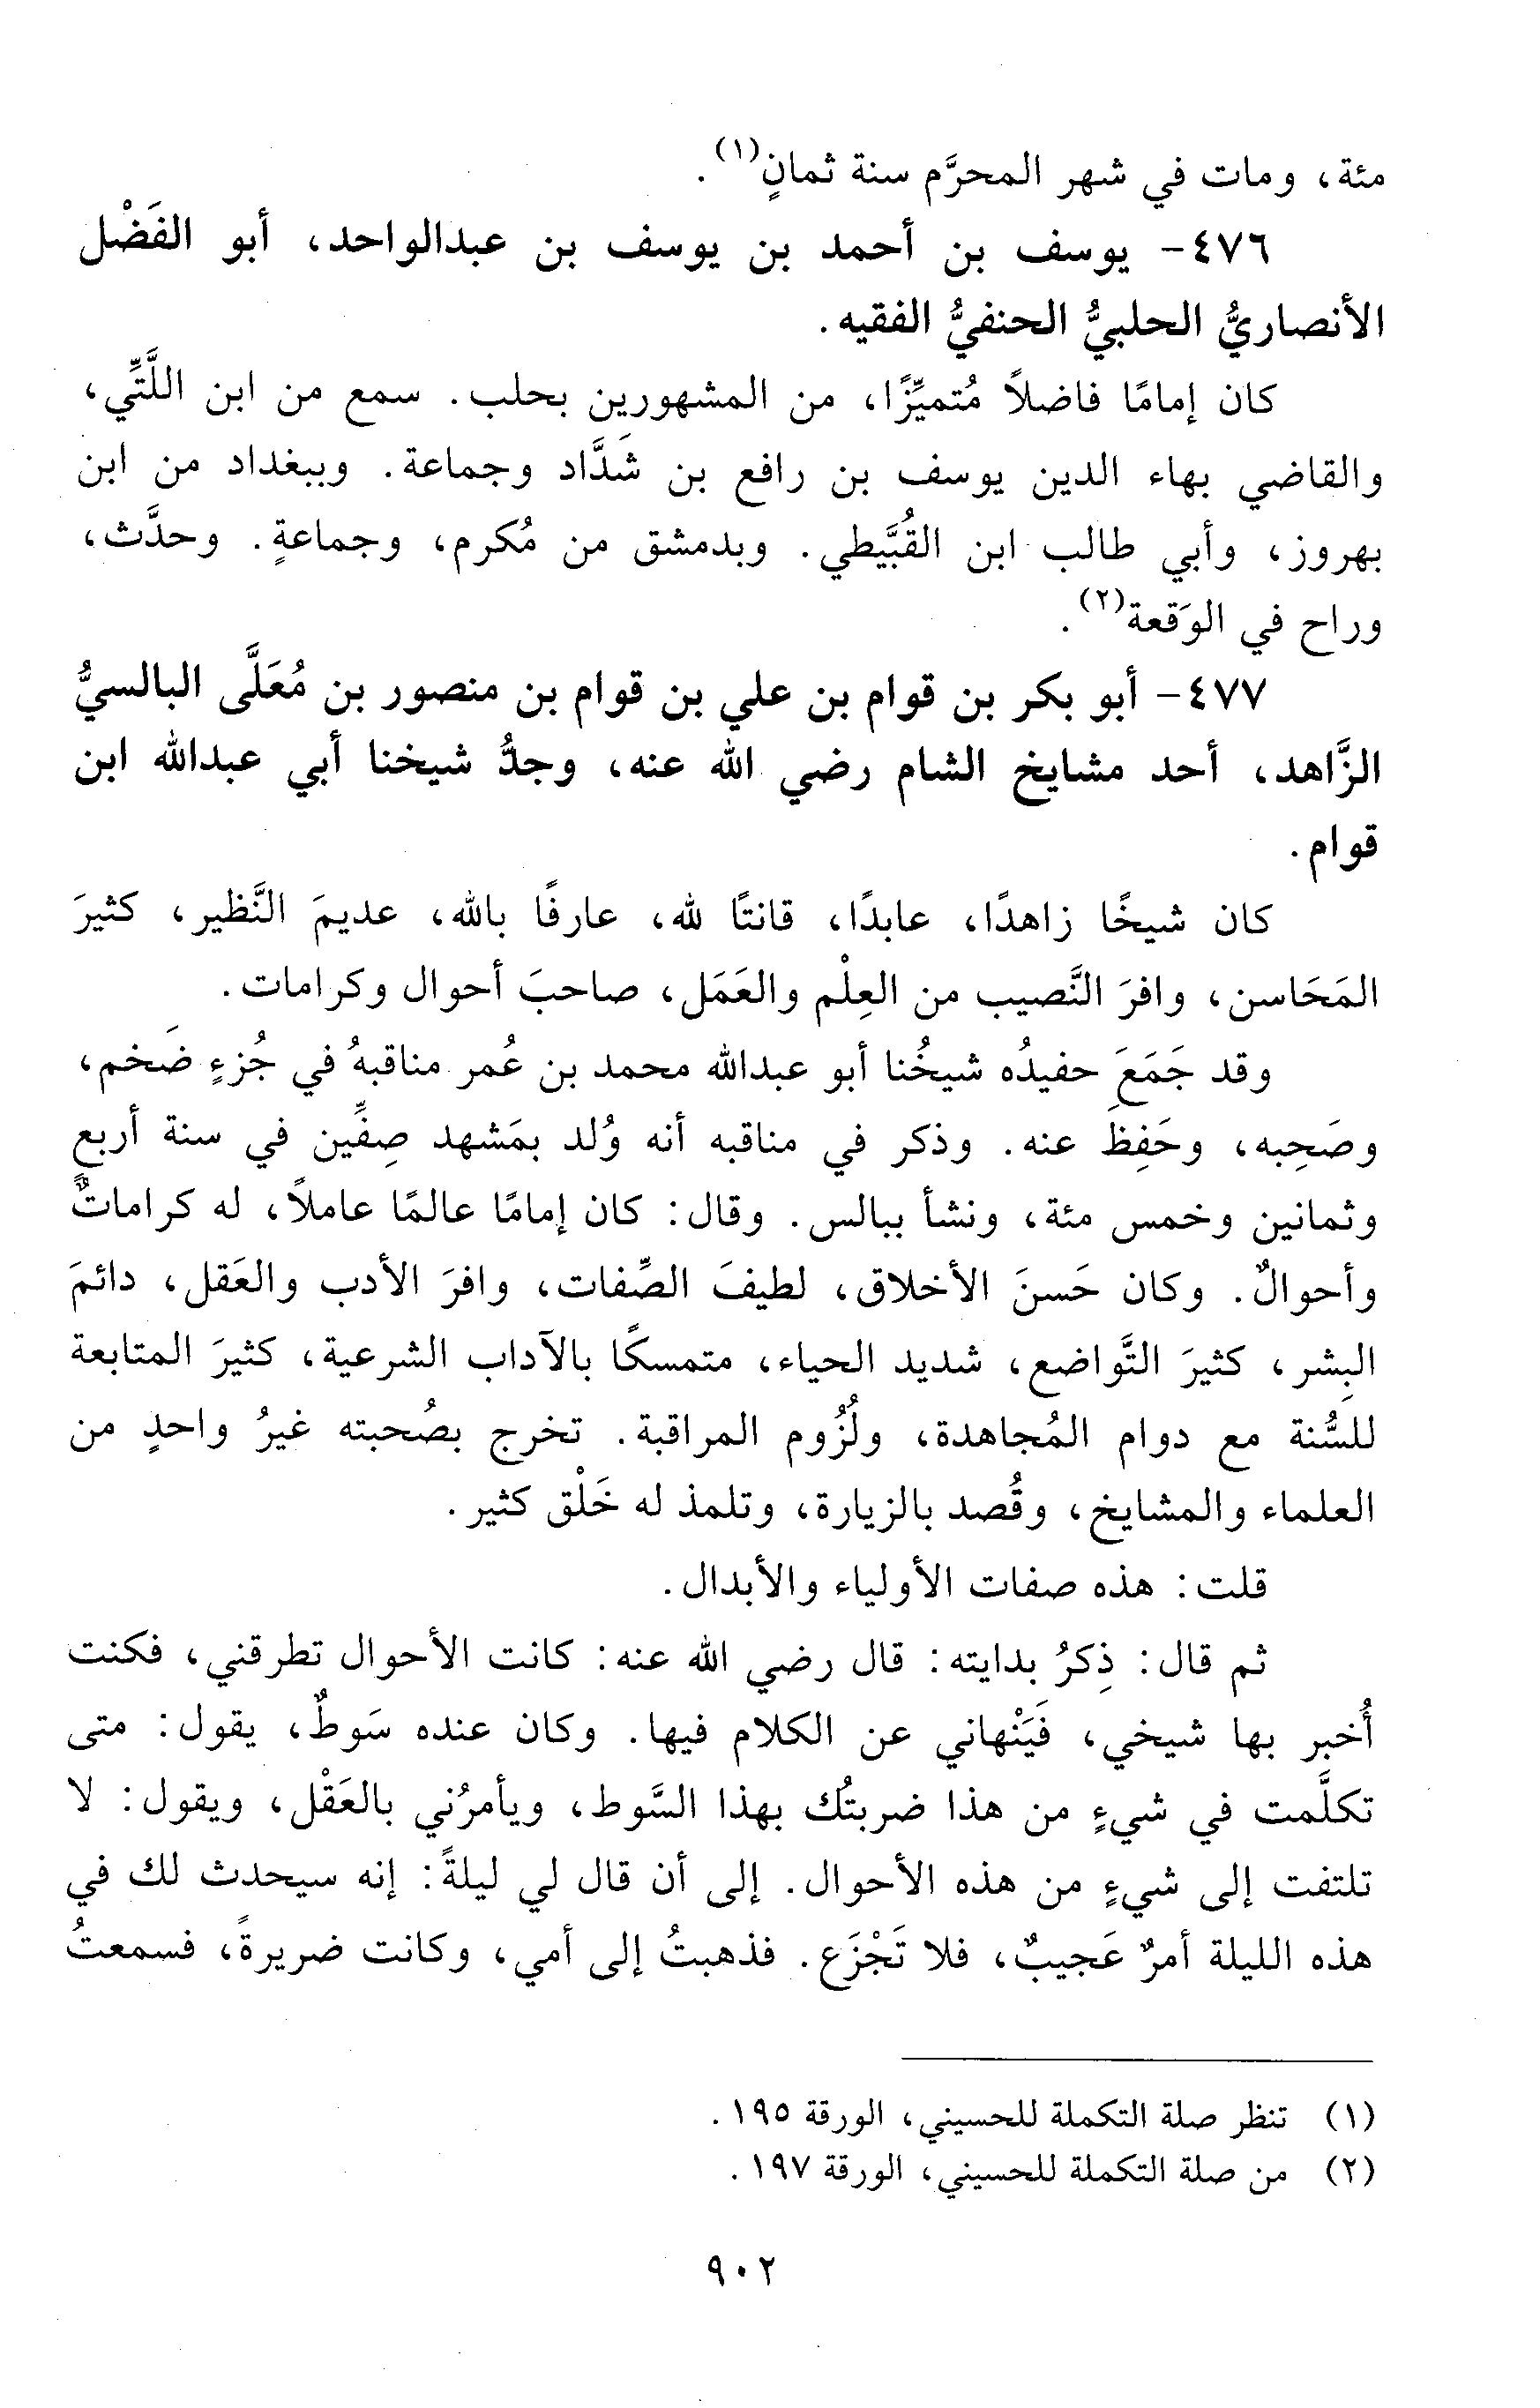 مئة، ومات في شهر المحرَّم سنة ثمانٍ(١).
٤٧٦- يوسف بن أحمد بن يوسف بن عبدالواحد، أبو الفَضْل
الأنصاريُّ الحلبيُّ الحنفيُّ الفقيه.
كان إمامًا فاضلاً مُتميِّزًا، من المشهورين بحلب. سمع من ابن اللَّتِّي،
والقاضي بهاء الدين يوسف بن رافع بن شَدَّاد وجماعة. وببغداد من ابن
بهروز، وأبي طالب ابن القُبَّيطي. وبدمشق من مُكرم، وجماعةٍ. وحدَّث،
وراح في الوَقعة(٢).
٤٧٧- أبو بكر بن قوام بن علي بن قوام بن منصور بن مُعَلَّى البالسيُّ
الزَّاهد، أحد مشايخ الشام رضي الله عنه، وجدُّ شيخنا أبي عبدالله ابن
قوام.
كان شيخًا زاهدًا، عابدًا، قانتًا لله، عارفًا بالله، عديمَ النَّظير، كثيرَ
المَحَاسن، وافرَ النَّصيب من العِلْم والعَمَل، صاحبَ أحوال وكرامات.
وقد جَمَعَ حفيدُه شيخُنا أبو عبدالله محمد بن عُمر مناقبهُ في جُزءٍ ضَخم،
وصَحِبه، وحَفِظَ عنه. وذكر في مناقبه أنه وُلد بمَشهد صِفِّين في سنة أربع
وثمانين وخمس مئة، ونشأ ببالس. وقال: كان إمامًا عالمًا عاملاً، له كراماتٌ
وأحوالٌ. وكان حَسنَ الأخلاق، لطيفَ الصِّفات، وافرَ الأدب والعَقل، دائمَ
البِشر، كثيرَ التَّواضع، شديد الحياء، متمسكًا بالآداب الشرعية، كثيرَ المتابعة
للسُّنة مع دوام المُجاهدة، ولُزُوم المراقبة. تخرج بصُحبته غيرُ واحدٍ من
العلماء والمشايخ، وقُصد بالزيارة، وتلمذ له خَلْق كثير.
قلت: هذه صفات الأولياء والأبدال.
ثم قال: ذِكرُ بدايته: قال رضي الله عنه: كانت الأحوال تطرقني، فكنت
أُخبر بها شيخي، فَيَنْهاني عن الكلام فيها. وكان عنده سَوطٌ، يقول: متى
تكلَّمت في شيءٍ من هذا ضربتُك بهذا السَّوط، ويأمرُني بالعَقْل، ويقول: لا
تلتفت إلى شيءٍ من هذه الأحوال. إلى أن قال لي ليلةً: إنه سيحدث لك في
هذه الليلة أمرٌ عَجيبٌ، فلا تَجْزَع. فذهبتُ إلى أمي، وكانت ضريرةً، فسمعتُ
(١) تنظر صلة التكملة للحسيني، الورقة ١٩٥.
(٢) من صلة التكملة للحسيني، الورقة ١٩٧.
٩٠٢